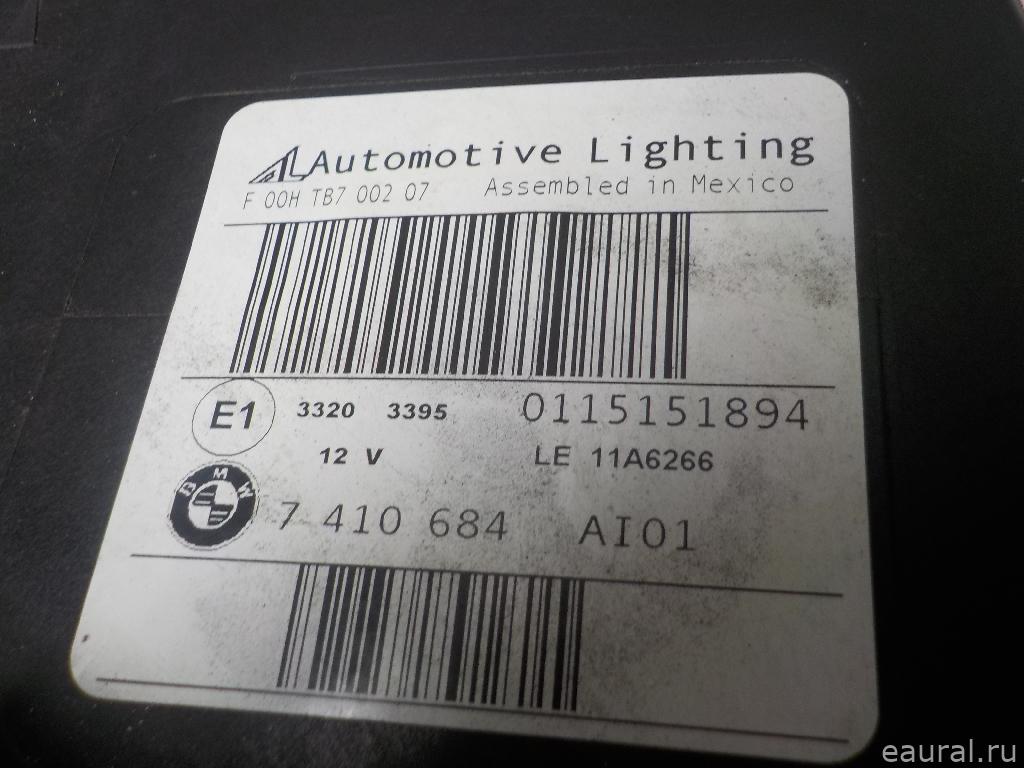 AL Automotive Lighting
F 00H TB7 002 07 Assembled in Mexico
E1 3320 3395 0115151894
12 V LE 11A6266
BMW 7 410 684 AI01
eaural.ru